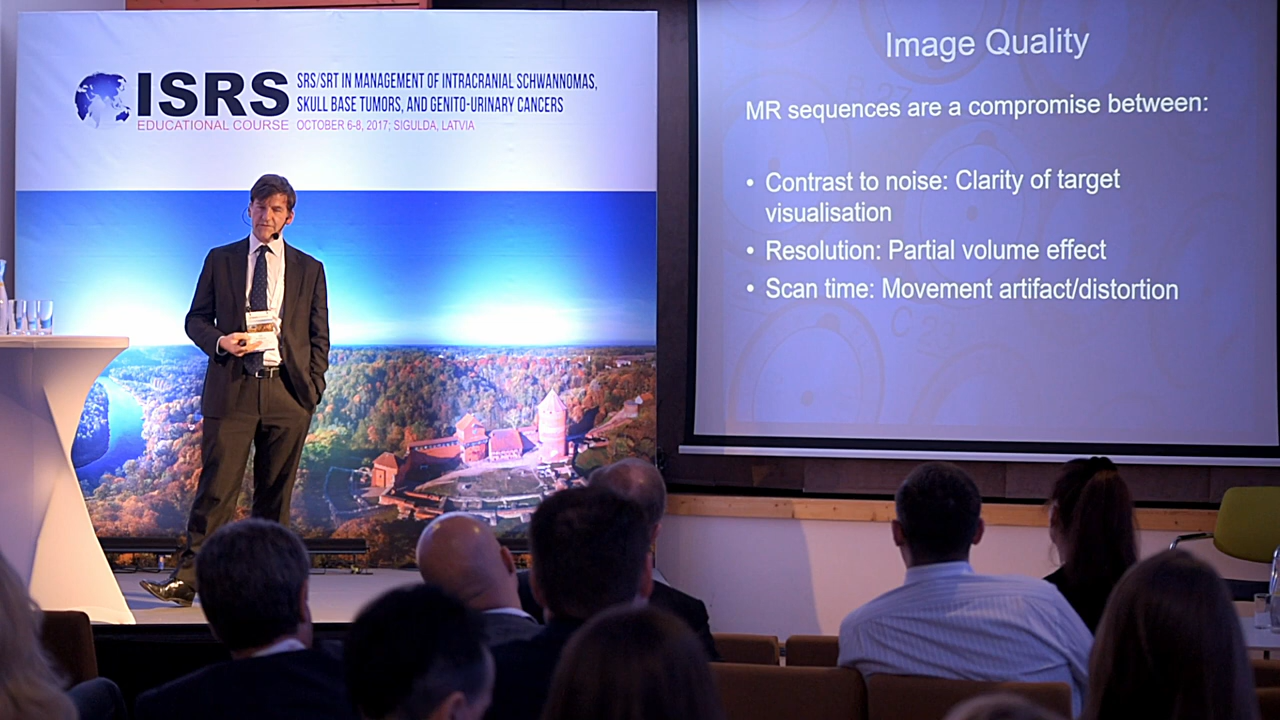 ISRS
EDUCATIONAL COURSE
SRS/SRT IN MANAGEMENT OF INTRACRANIAL SCHWANNOMAS,
SKULL BASE TUMORS, AND GENITO-URINARY CANCERS
OCTOBER 6-8, 2017; SIGULDA, LATVIA
Image Quality
MR sequences are a compromise between:
• Contrast to noise: Clarity of target
visualisation
• Resolution: Partial volume effect
• Scan time: Movement artifact/distortion